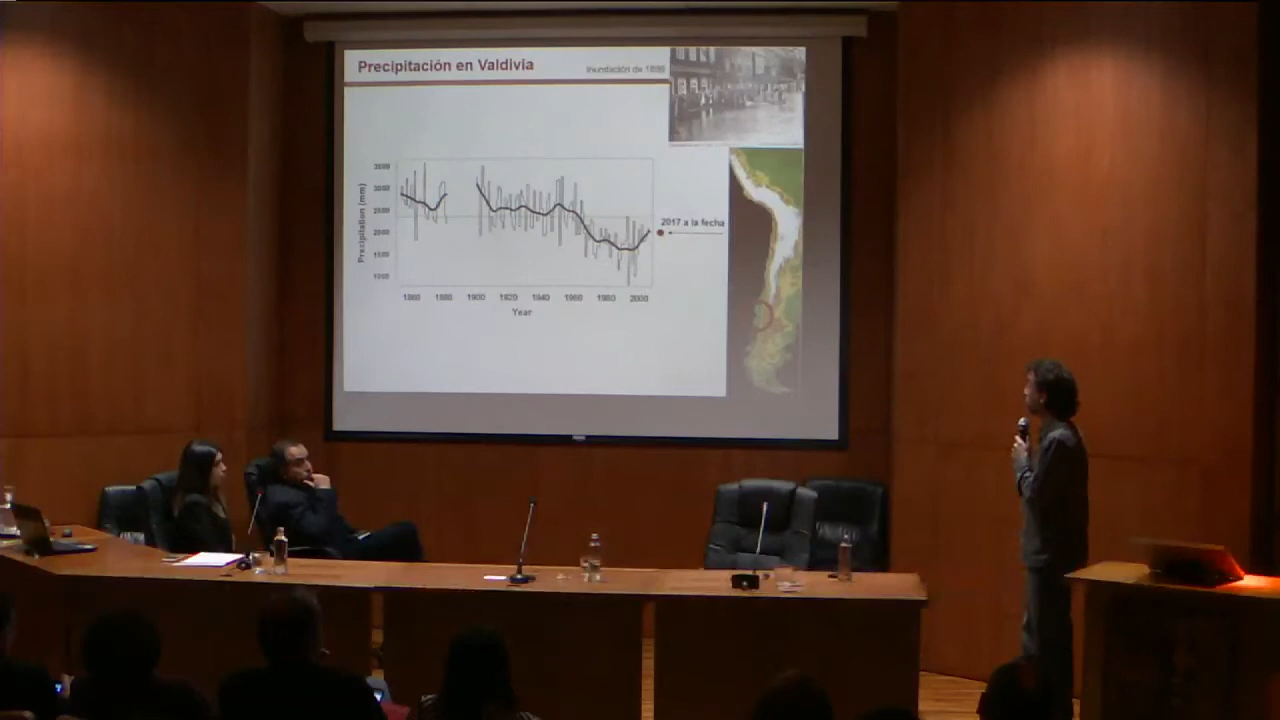 Precipitación en Valdivia
Inundación de 1899
3500
3000
2500
2000
1500
1000
Precipitation (mm)
2017 a la fecha
1860 1880 1900 1920 1940 1960 1980 2000
Year